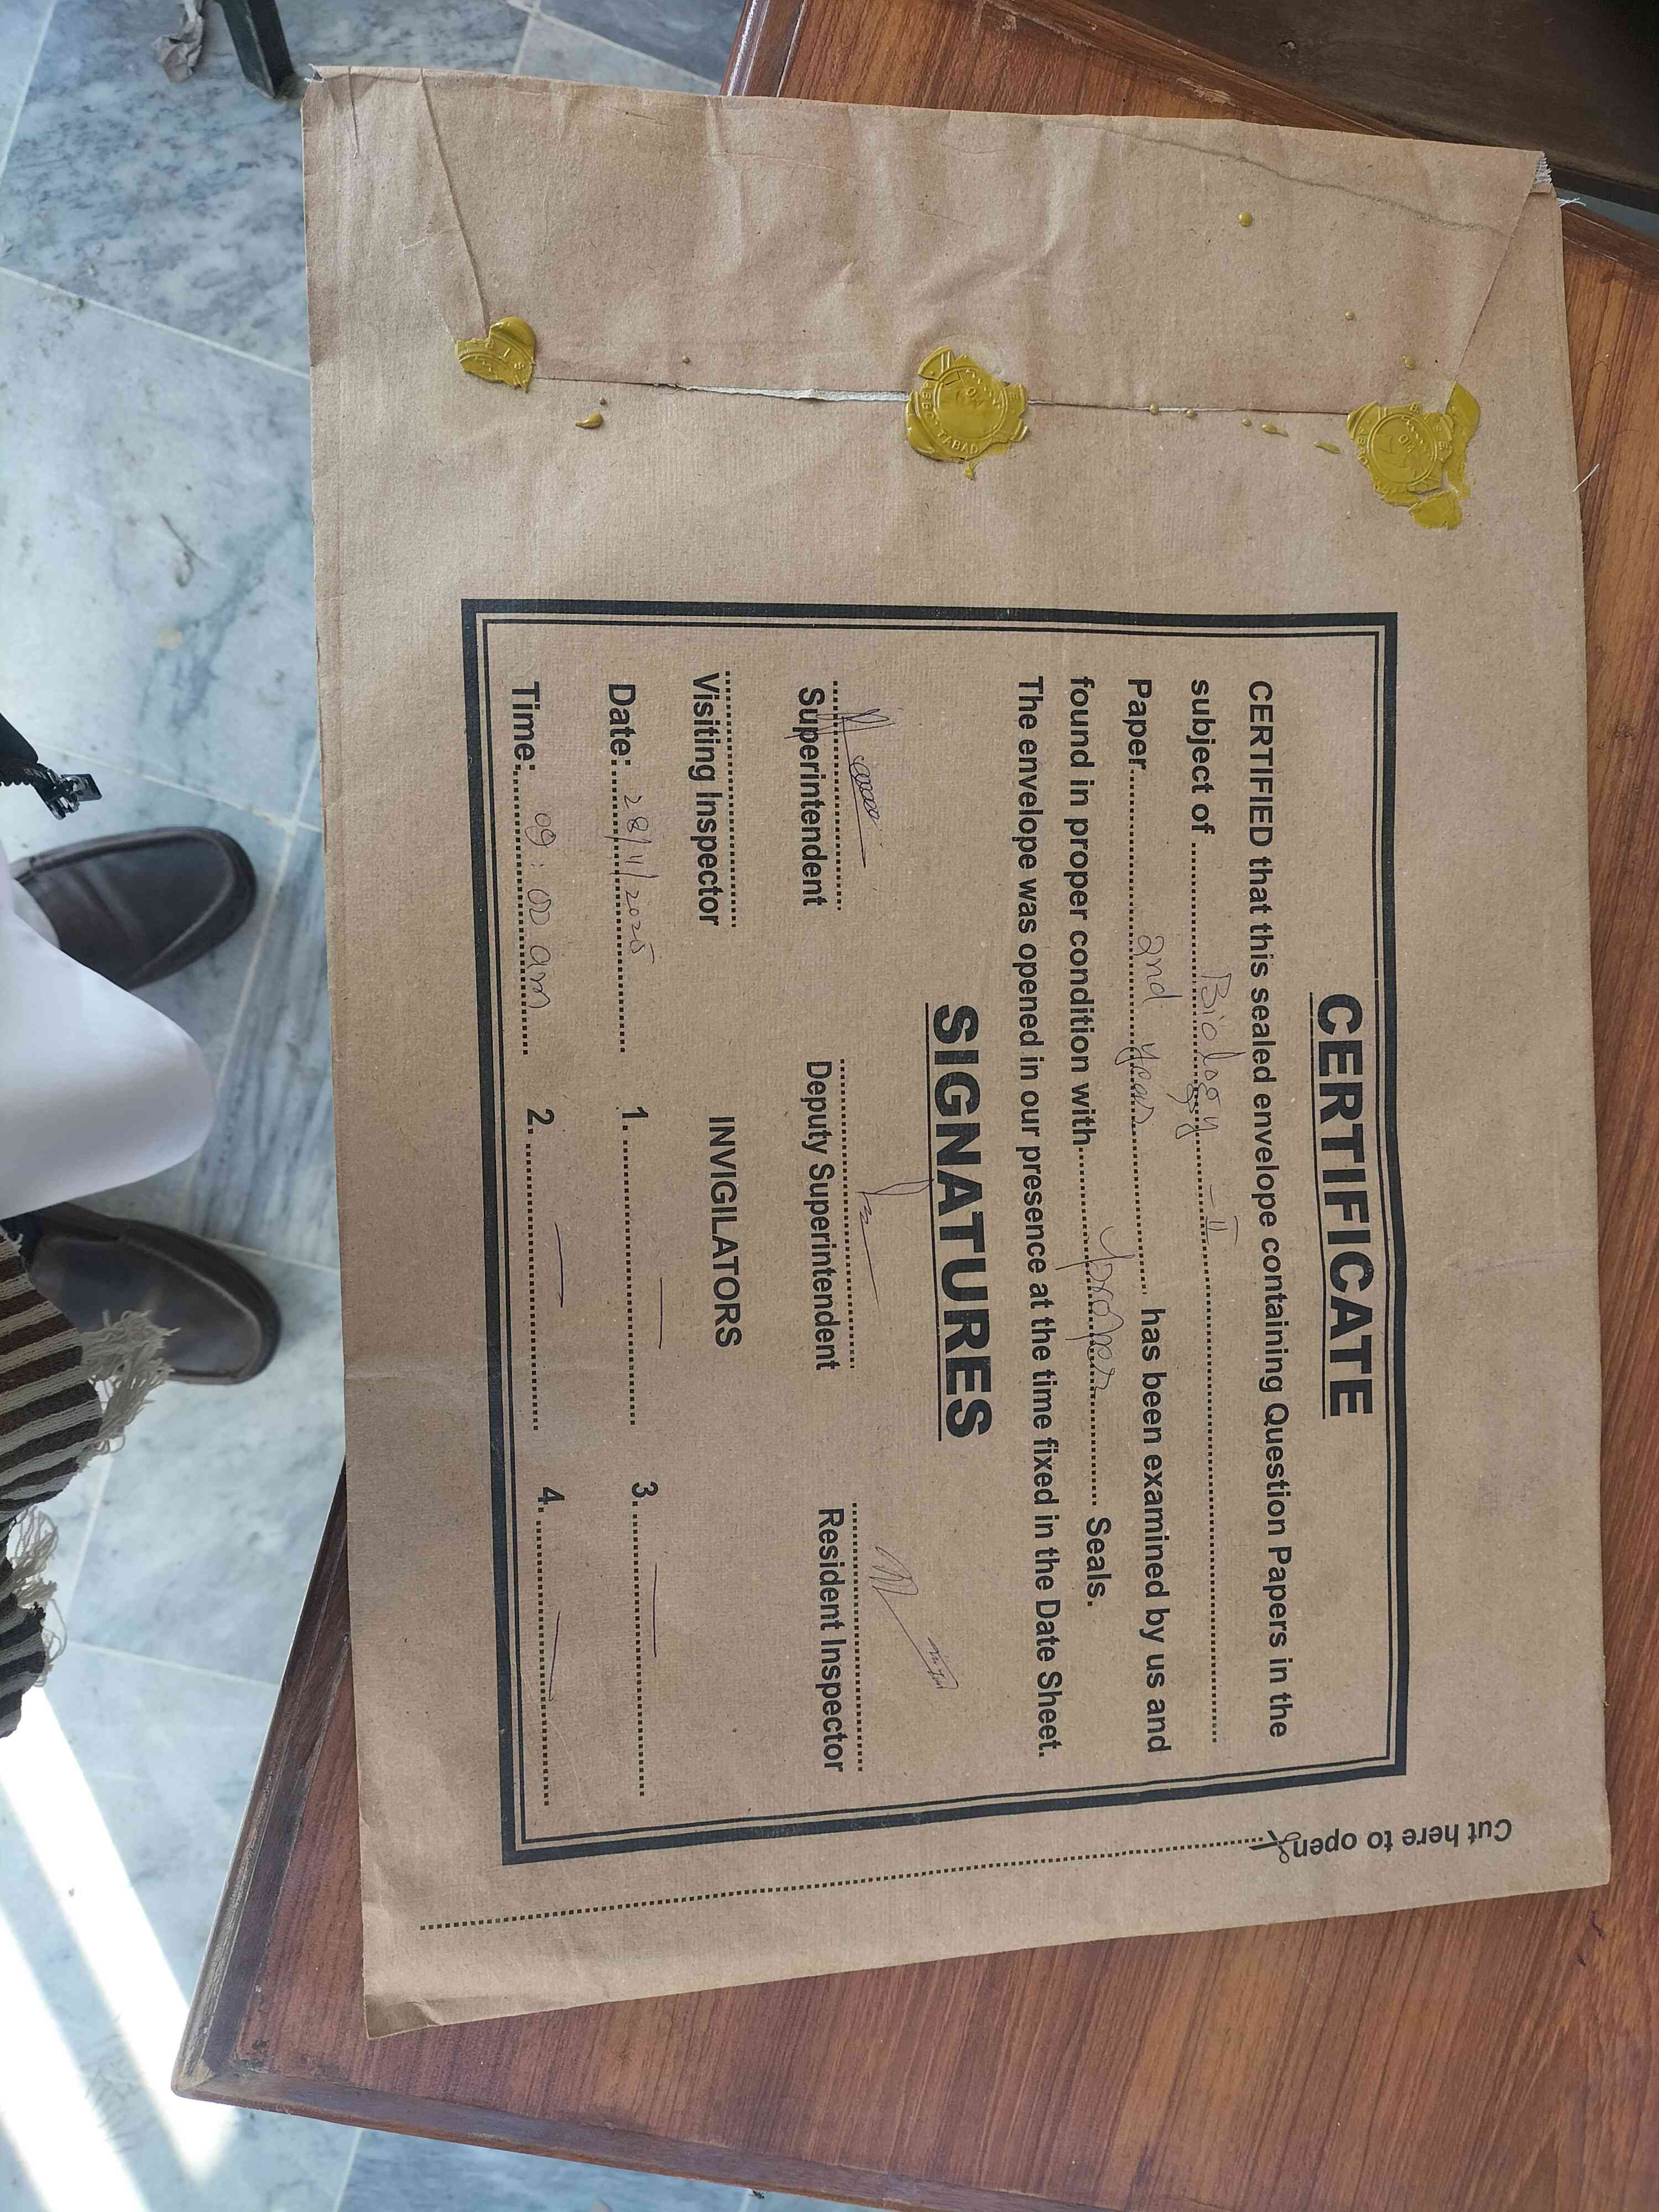 CERTIFICATE
CERTIFIED that this sealed envelope containing Question Papers in the
subject of .......... Biology - II ..........
Paper .......... 2nd year .......... has been examined by us and
found in proper condition with .......... proper .......... Seals.
The envelope was opened in our presence at the time fixed in the Date Sheet.
SIGNATURES
Superintendent Deputy Superintendent Resident Inspector
Visiting Inspector INVIGILATORS
Date: 28/11/2025 1. — 3. —
Time: 09:00 am 2. — 4. —
Cut here to open